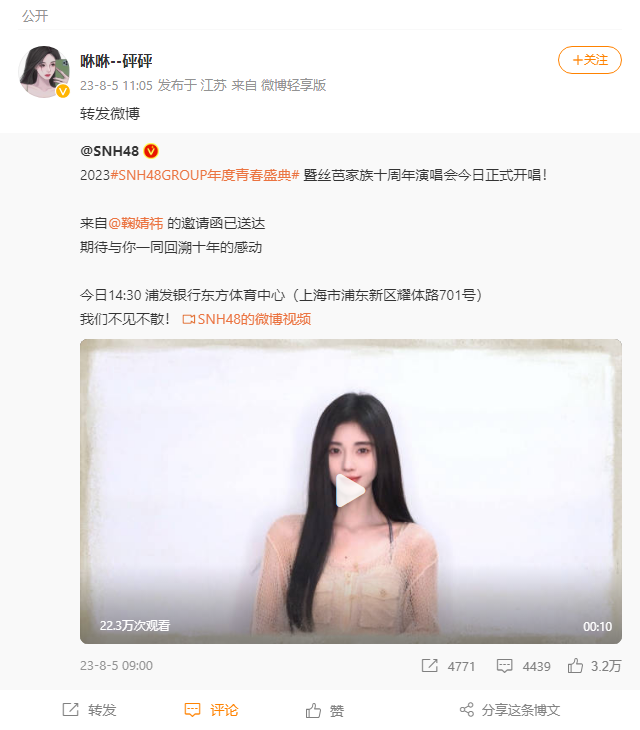 公开
咻咻--砰砰
+关注
23-8-5 11:05 发布于 江苏 来自 微博轻享版
转发微博
@SNH48
2023#SNH48GROUP年度青春盛典# 暨丝芭家族十周年演唱会今日正式开唱！
来自@鞠婧祎 的邀请函已送达
期待与你一同回溯十年的感动
今日14:30 浦发银行东方体育中心（上海市浦东新区耀体路701号）
我们不见不散！ SNH48的微博视频
22.3万次观看
00:10
23-8-5 09:00
4771
4439
3.2万
转发
评论
赞
分享这条博文